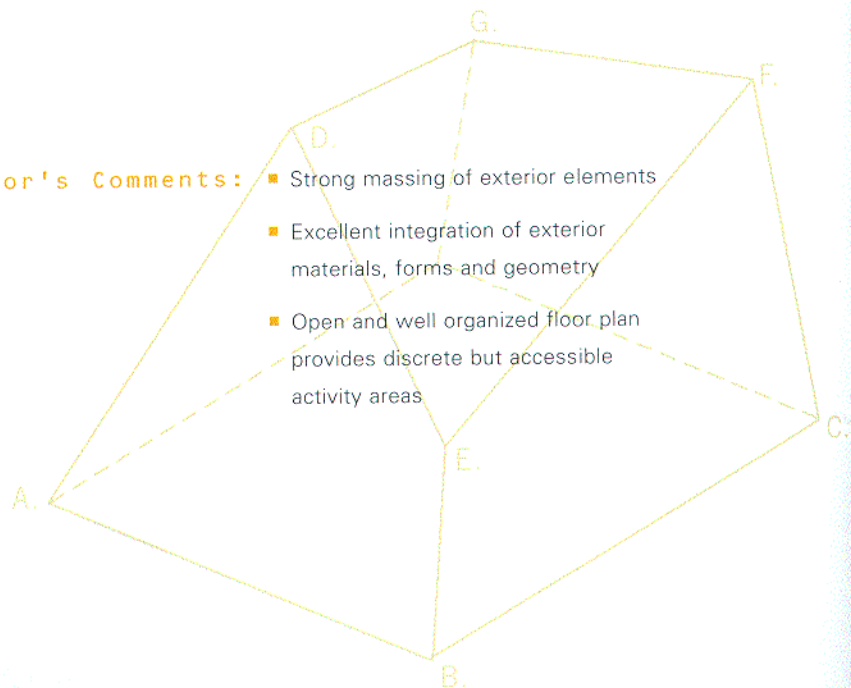 G.
F.
D.
or's Comments:
Strong massing of exterior elements
Excellent integration of exterior
materials, forms and geometry
Open and well organized floor plan
provides discrete but accessible
activity areas
C.
E.
A.
B.